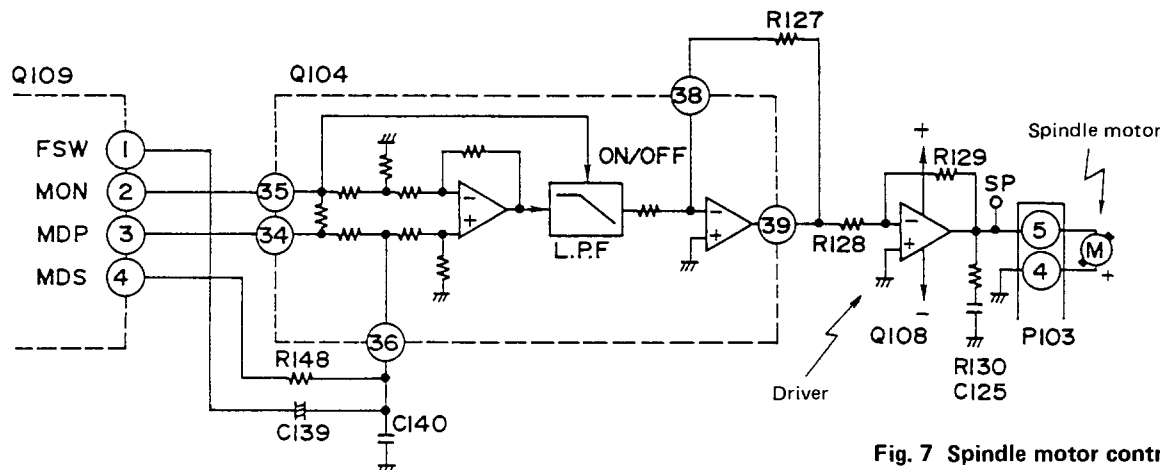 R127
Q109
Q104
38
FSW 1
ON/OFF
Spindle motor
MON 2
35
+
R129
SP
MDP 3
34
-
+
L.P.F
-
+
39
R128
-
+
5
M
MDS 4
4
+
36
-
Q108
P103
R148
R130
C125
Driver
C139
C140
Fig. 7 Spindle motor contr